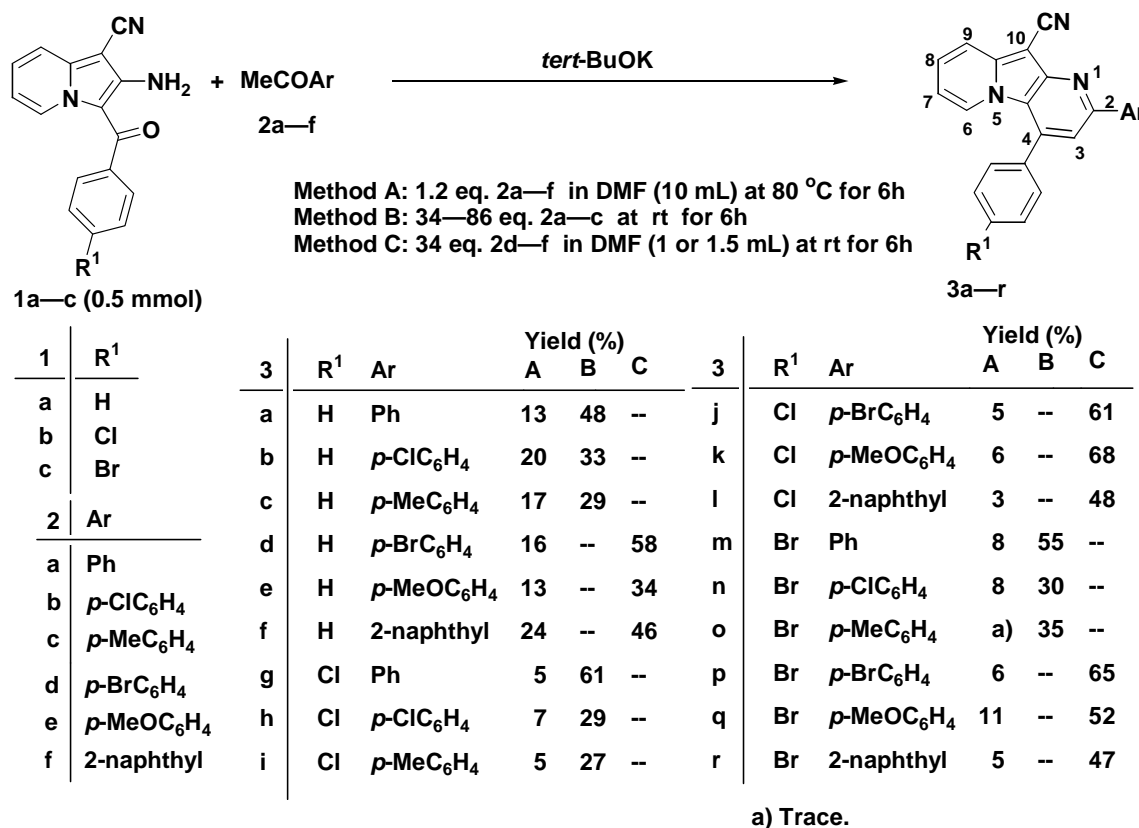 CN
NH2
N
O
R1
1a—c (0.5 mmol)
+
MeCOAr
2a—f
tert-BuOK
Method A: 1.2 eq. 2a—f in DMF (10 mL) at 80 oC for 6h
Method B: 34—86 eq. 2a—c at rt for 6h
Method C: 34 eq. 2d—f in DMF (1 or 1.5 mL) at rt for 6h
CN
9 10
8 1
N
7 N 2 Ar
6 5
4 3
R1
3a—r
1 R1
a H
b Cl
c Br
2 Ar
a Ph
b p-ClC6H4
c p-MeC6H4
d p-BrC6H4
e p-MeOC6H4
f 2-naphthyl
Yield (%)
3 R1 Ar A B C
a H Ph 13 48 --
b H p-ClC6H4 20 33 --
c H p-MeC6H4 17 29 --
d H p-BrC6H4 16 -- 58
e H p-MeOC6H4 13 -- 34
f H 2-naphthyl 24 -- 46
g Cl Ph 5 61 --
h Cl p-ClC6H4 7 29 --
i Cl p-MeC6H4 5 27 --
Yield (%)
3 R1 Ar A B C
j Cl p-BrC6H4 5 -- 61
k Cl p-MeOC6H4 6 -- 68
l Cl 2-naphthyl 3 -- 48
m Br Ph 8 55 --
n Br p-ClC6H4 8 30 --
o Br p-MeC6H4 a) 35 --
p Br p-BrC6H4 6 -- 65
q Br p-MeOC6H4 11 -- 52
r Br 2-naphthyl 5 -- 47
a) Trace.